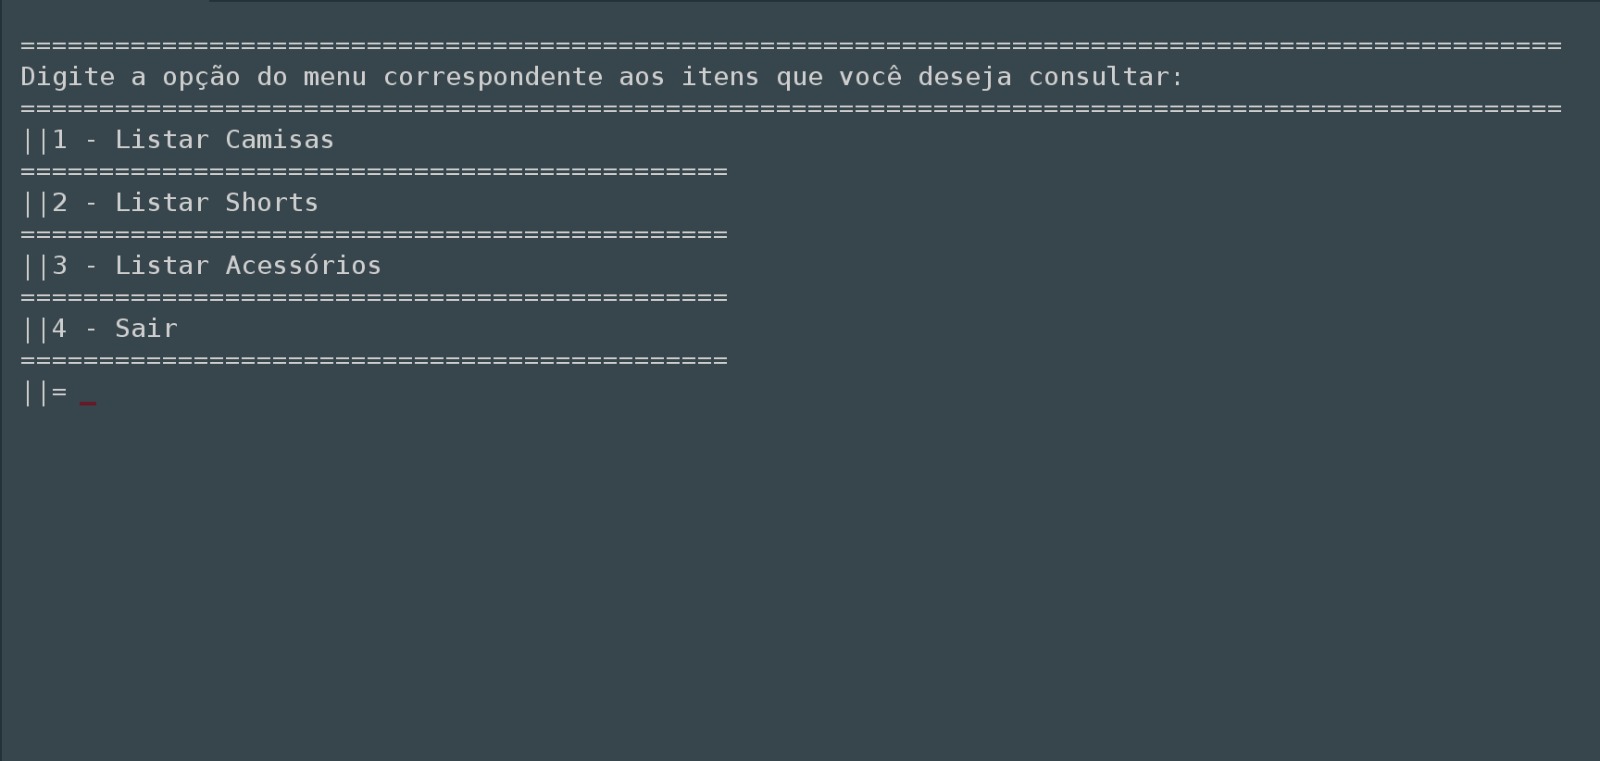 ==================================================================================================
Digite a opção do menu correspondente aos itens que você deseja consultar:
==================================================================================================
||1 - Listar Camisas
=============================================
||2 - Listar Shorts
=============================================
||3 - Listar Acessórios
=============================================
||4 - Sair
=============================================
||= _